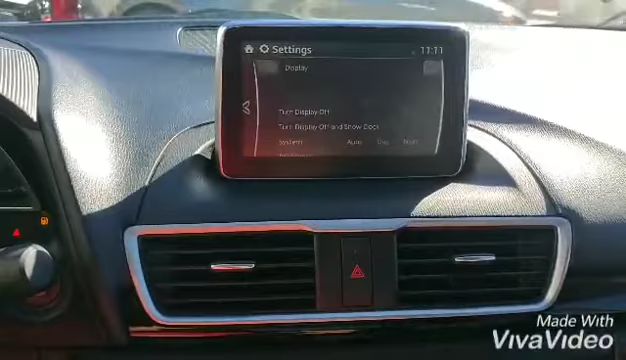 Settings
11:11
Display
Turn Display Off
Turn Display Off and Show Clock
System
Auto
Day
Night
Made With
VivaVideo